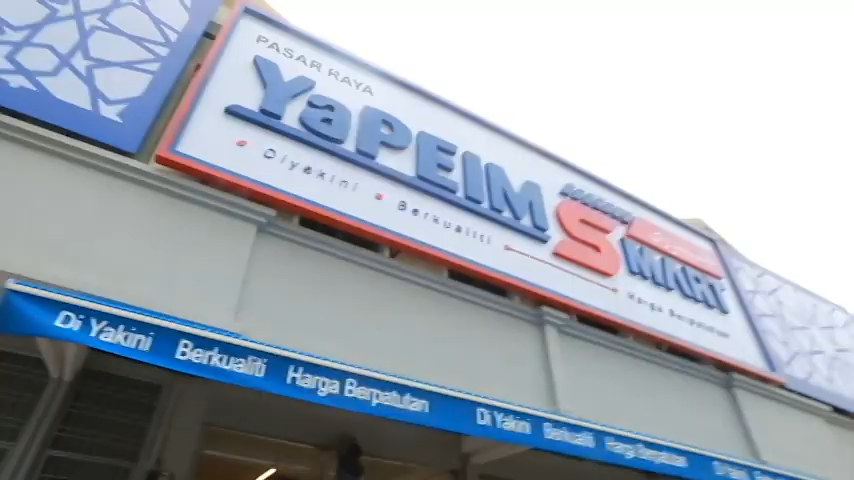 PASAR RAYA
YaPEIM
SMART
Diyakini • Berkualiti
Harga Berpatutan
Di Yakini Berkualiti Harga Berpatutan Di Yakini Berkualiti Harga Berpatutan